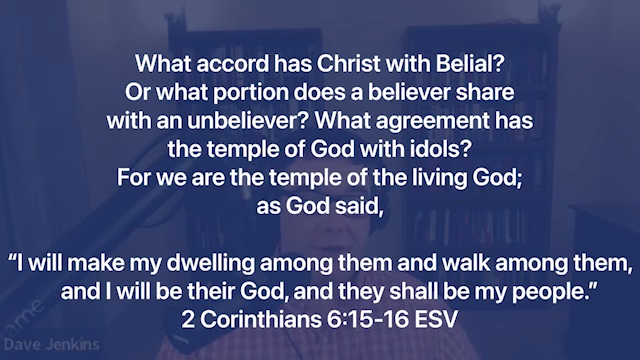 What accord has Christ with Belial?
Or what portion does a believer share
with an unbeliever? What agreement has
the temple of God with idols?
For we are the temple of the living God;
as God said,
“I will make my dwelling among them and walk among them,
and I will be their God, and they shall be my people.”
2 Corinthians 6:15-16 ESV
Dave Jenkins